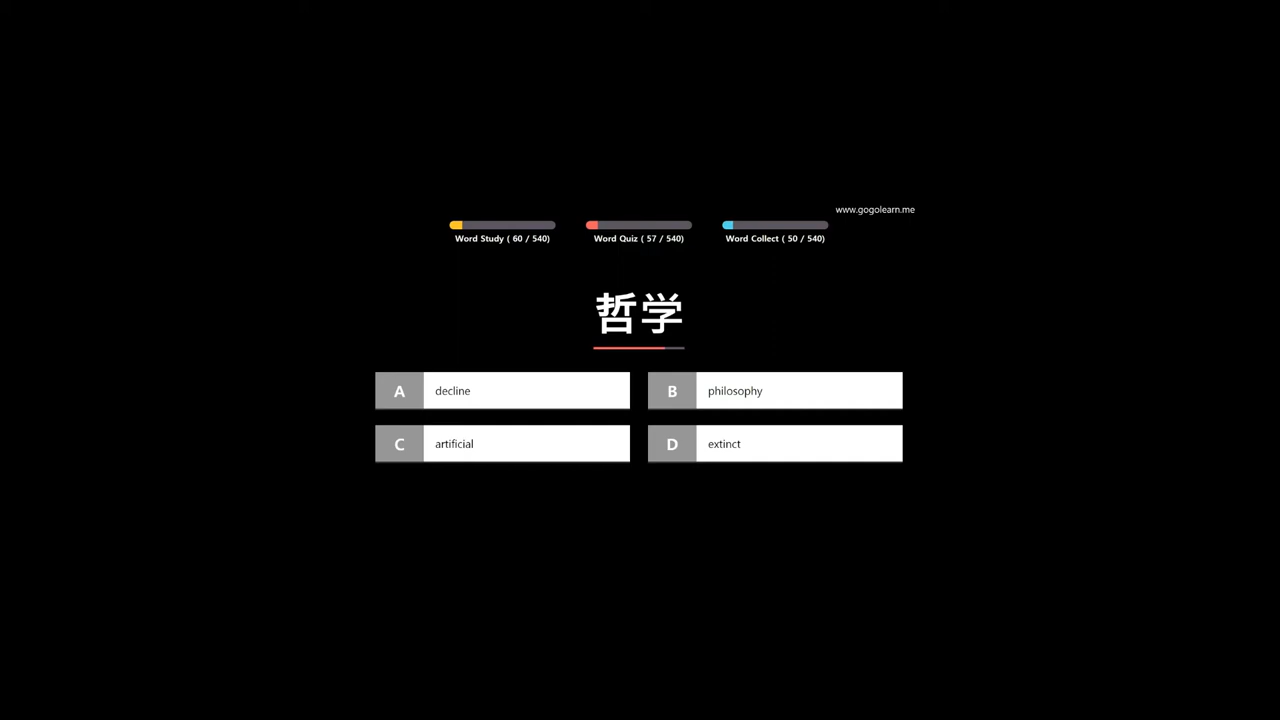 www.gogolearn.me
Word Study ( 60 / 540)
Word Quiz ( 57 / 540)
Word Collect ( 50 / 540)
哲学
A decline
B philosophy
C artificial
D extinct